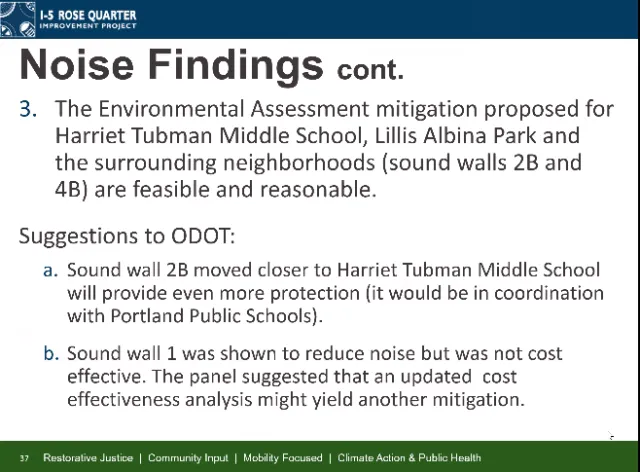 I-5 ROSE QUARTER
IMPROVEMENT PROJECT
Noise Findings cont.
3. The Environmental Assessment mitigation proposed for
Harriet Tubman Middle School, Lillis Albina Park and
the surrounding neighborhoods (sound walls 2B and
4B) are feasible and reasonable.
Suggestions to ODOT:
a. Sound wall 2B moved closer to Harriet Tubman Middle School
will provide even more protection (it would be in coordination
with Portland Public Schools).
b. Sound wall 1 was shown to reduce noise but was not cost
effective. The panel suggested that an updated cost
effectiveness analysis might yield another mitigation.
37 Restorative Justice | Community Input | Mobility Focused | Climate Action & Public Health